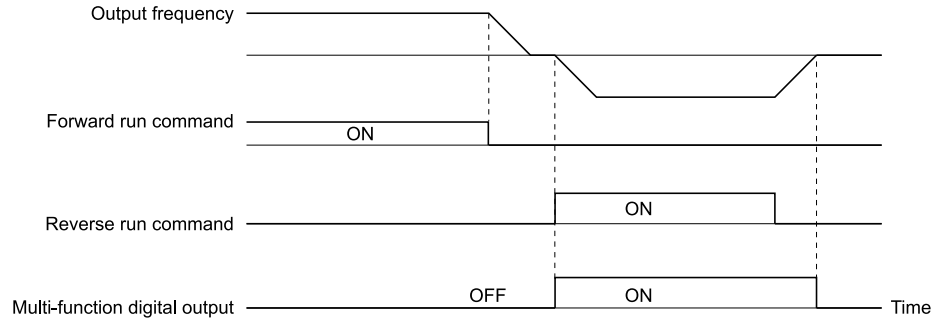 Output frequency
Forward run command
ON
Reverse run command
ON
Multi-function digital output
OFF
ON
Time